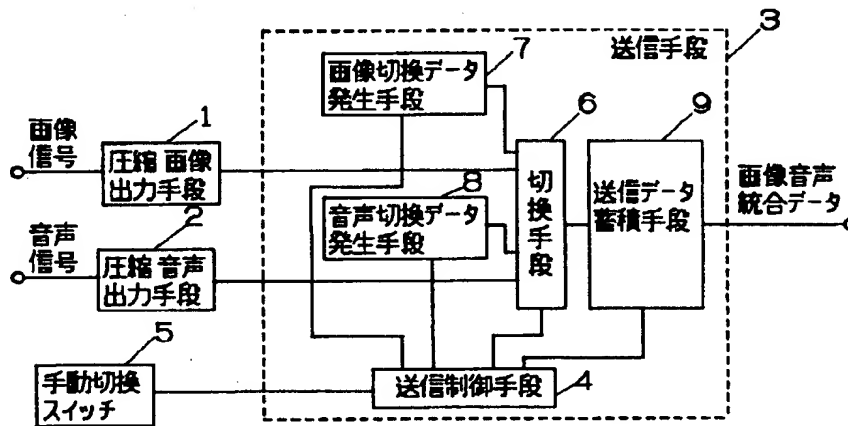 3
送信手段
7
画像切換データ
発生手段
画像
信号
1
圧縮画像
出力手段
6
切換手段
9
送信データ
蓄積手段
画像音声
統合データ
8
音声切換データ
発生手段
音声
信号
2
圧縮音声
出力手段
5
手動切換
スイッチ
送信制御手段
4